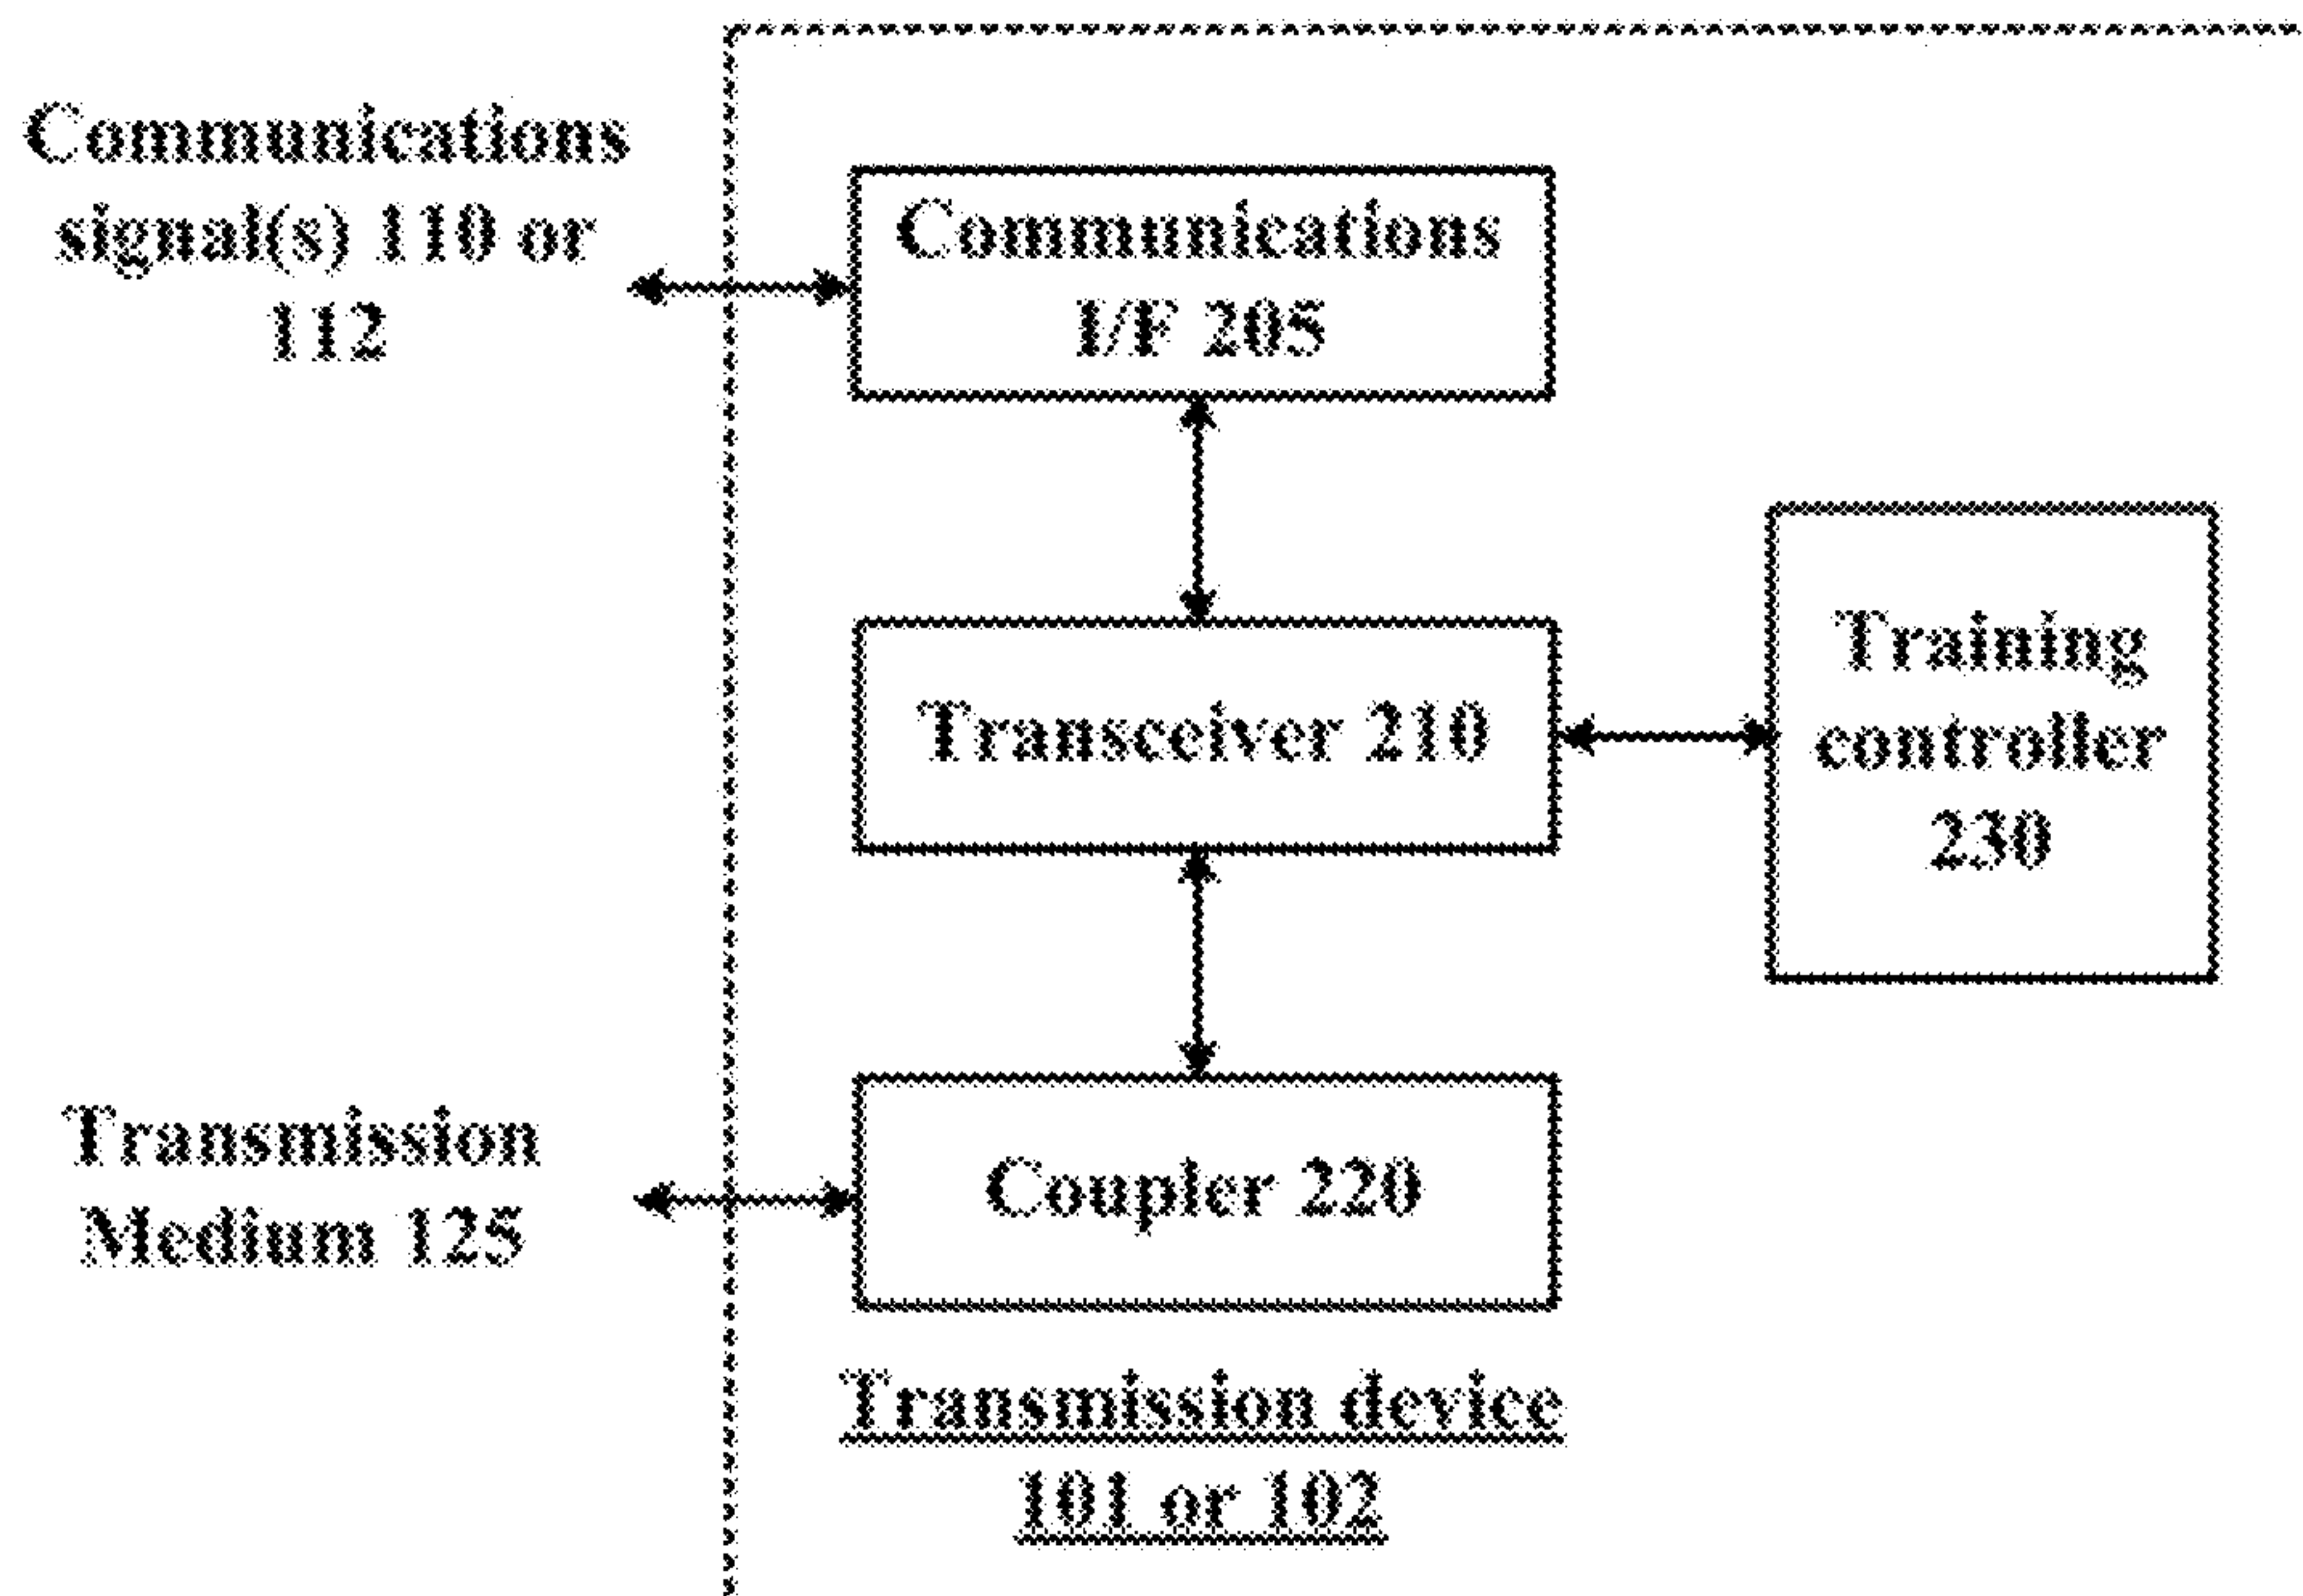 Communications
signal(s) 110 or
112
Communications
I/F 205
Transceiver 210
Training
controller
230
Transmission
Medium 125
Coupler 220
Transmission device
101 or 102